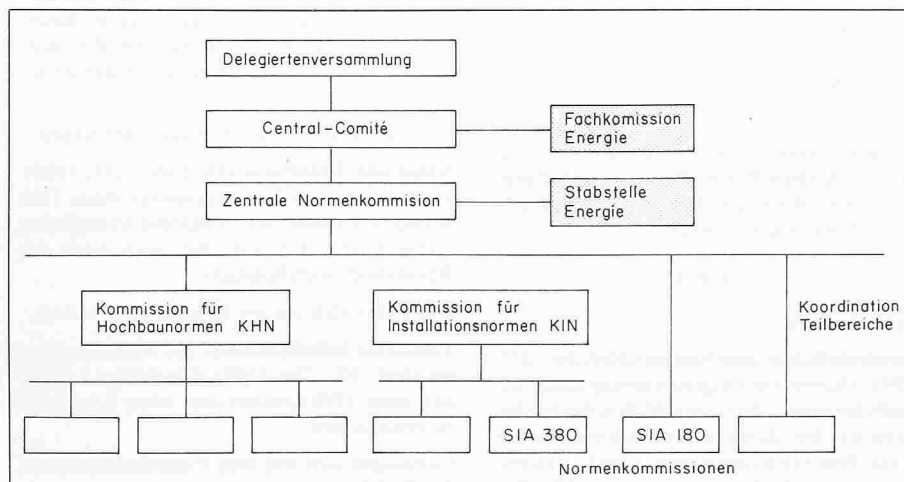 Delegiertenversammlung
Central-Comité
Fachkomission
Energie
Zentrale Normenkommision
Stabstelle
Energie
Kommission für
Hochbaunormen KHN
Kommission für
Installationsnormen KIN
Koordination
Teilbereiche
SIA 380
SIA 180
Normenkommissionen